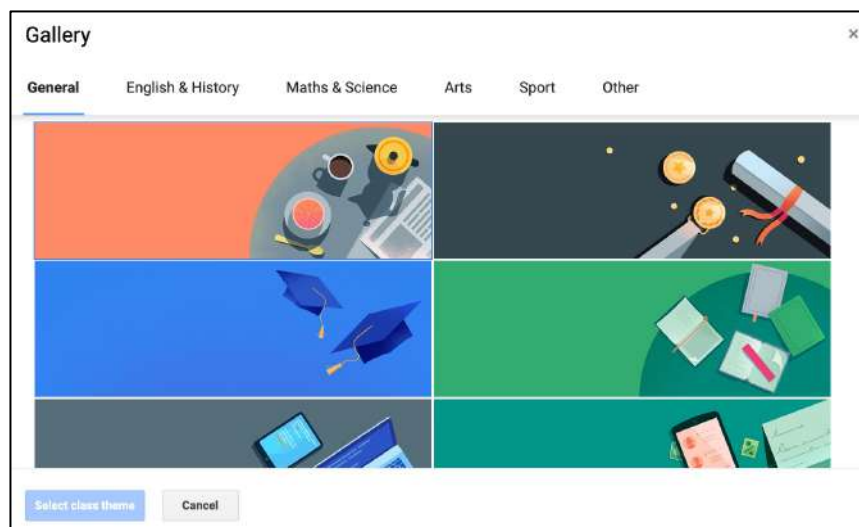 Gallery
×
General English & History Maths & Science Arts Sport Other
Select class theme Cancel